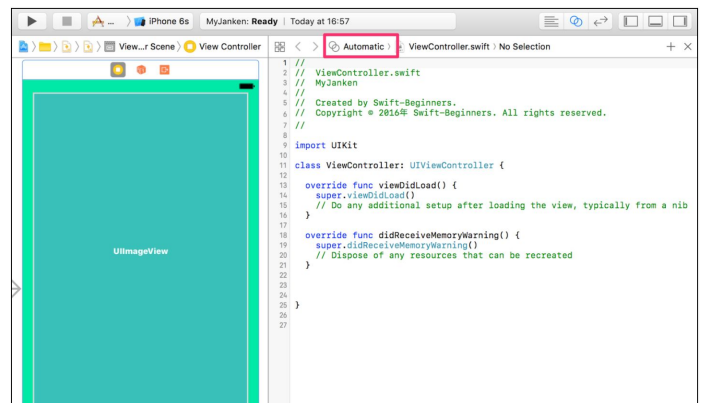 iPhone 6s
MyJanken: Ready | Today at 16:57
View...r Scene 〉 View Controller
Automatic 〉 ViewController.swift 〉 No Selection
UIImageView
1 //
2 //  ViewController.swift
3 //  MyJanken
4 //
5 //  Created by Swift-Beginners.
6 //  Copyright © 2016年 Swift-Beginners. All rights reserved.
7 //
8
9 import UIKit
10
11 class ViewController: UIViewController {
12
13   override func viewDidLoad() {
14     super.viewDidLoad()
15     // Do any additional setup after loading the view, typically from a nib
16   }
17
18   override func didReceiveMemoryWarning() {
19     super.didReceiveMemoryWarning()
20     // Dispose of any resources that can be recreated
21   }
22
23
24
25 }
26
27